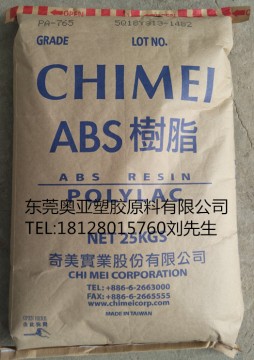 PA-765
GRADE LOT NO.
CHIMEI
ABS 樹脂
ABS RESIN
POLYLAC
东莞奥亚塑胶原料有限公司
TEL:18128015760刘先生
NET 25KGS
奇美實業股份有限公司
CHI MEI CORPORATION
TEL: +886-6-2663000
FAX: +886-6-2665555
www.chimeicorp.com
MADE IN TAIWAN